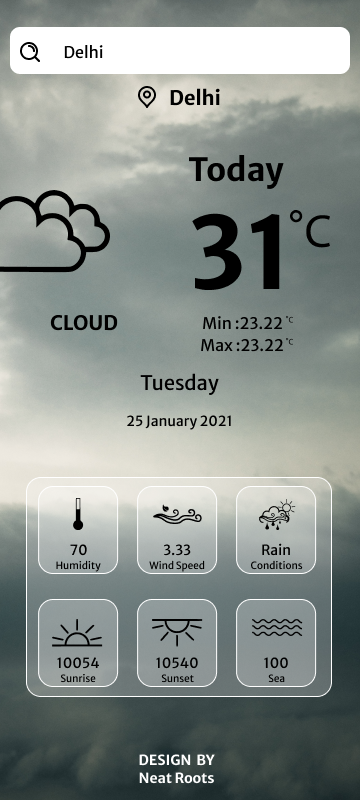 Delhi
Delhi
Today
31°C
CLOUD
Min :23.22 °C
Max :23.22 °C
Tuesday
25 January 2021
70
Humidity
3.33
Wind Speed
Rain
Conditions
10054
Sunrise
10540
Sunset
100
Sea
DESIGN BY
Neat Roots